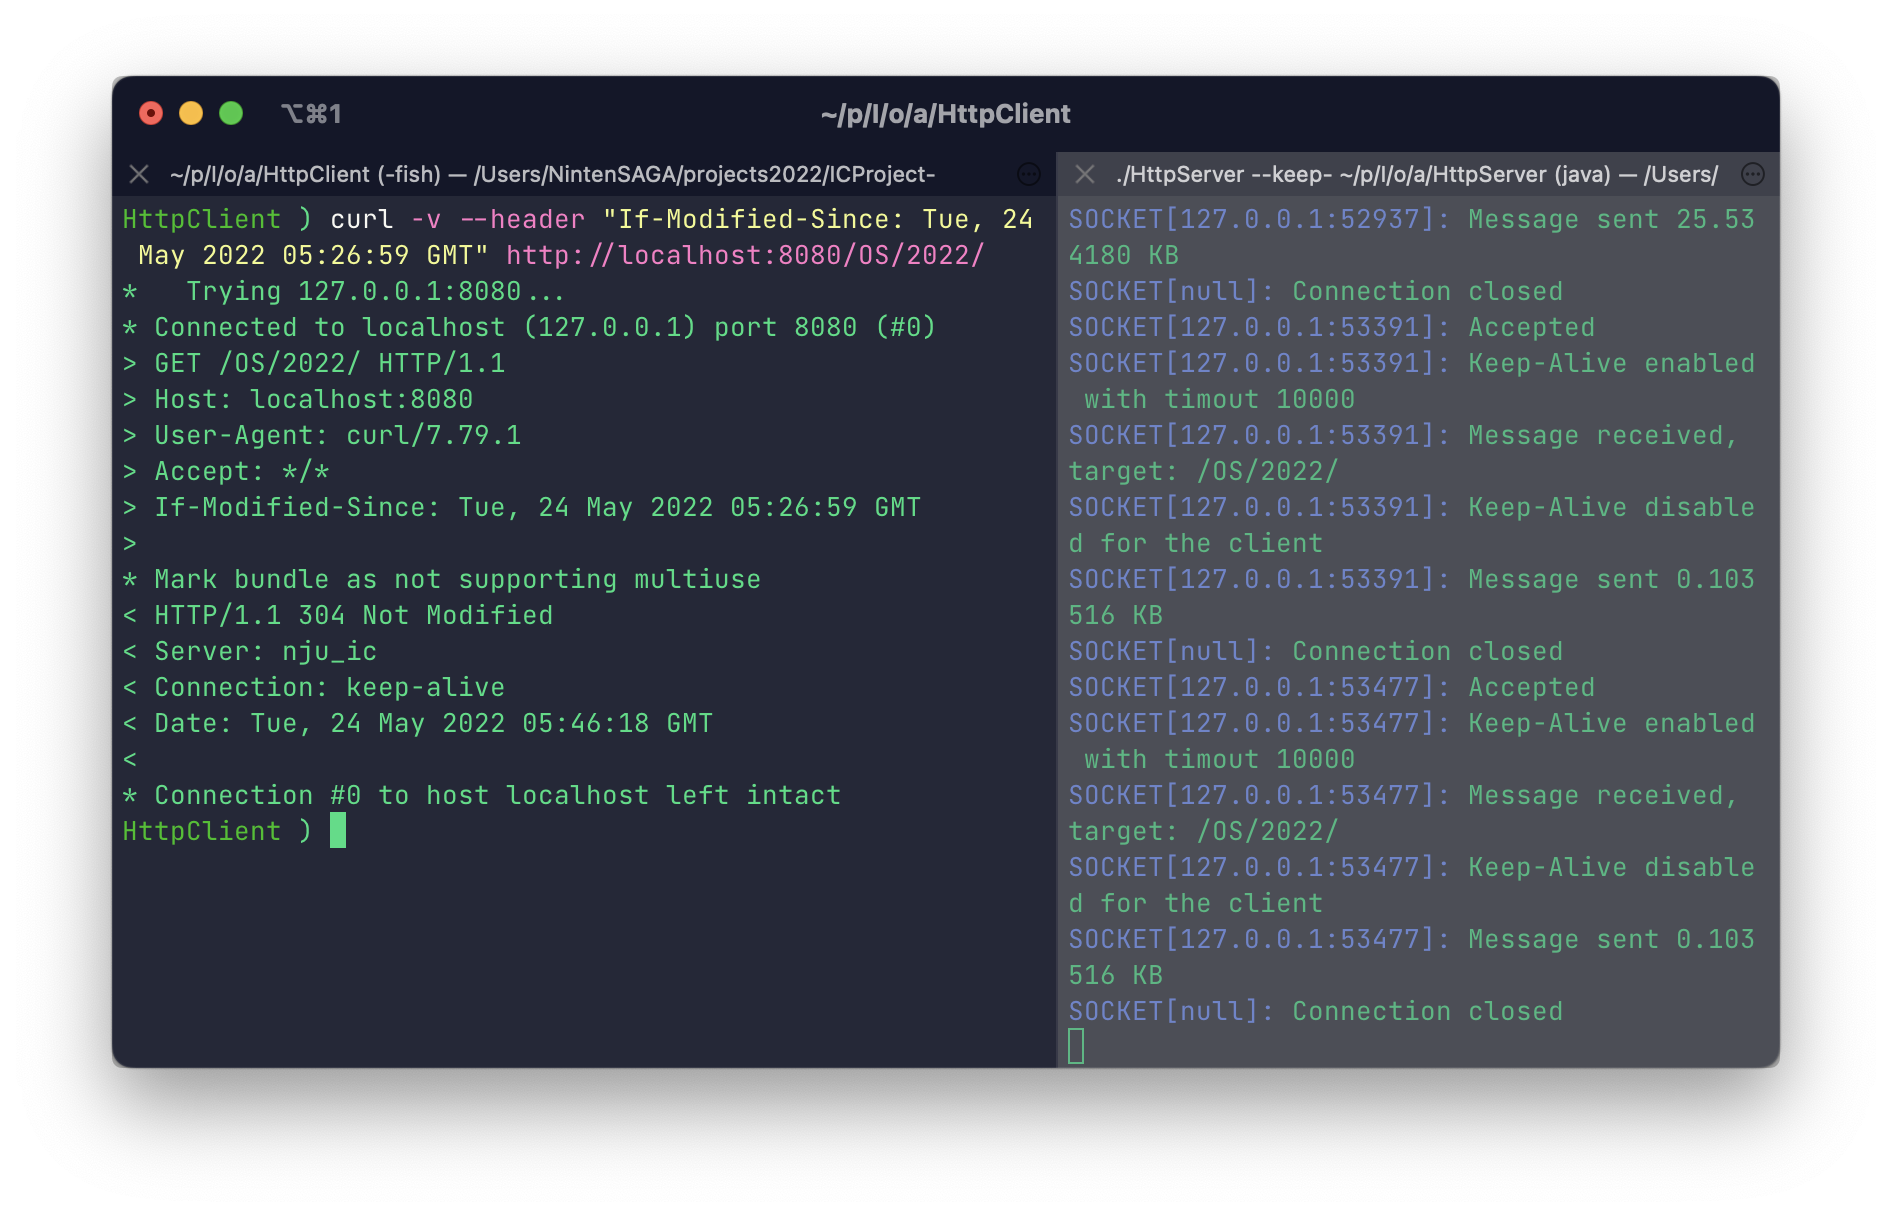 ⌥⌘1
~/p/I/o/a/HttpClient
~/p/I/o/a/HttpClient (-fish) — /Users/NintenSAGA/projects2022/ICProject-
HttpClient ) curl -v --header "If-Modified-Since: Tue, 24
May 2022 05:26:59 GMT" http://localhost:8080/OS/2022/
*   Trying 127.0.0.1:8080...
* Connected to localhost (127.0.0.1) port 8080 (#0)
> GET /OS/2022/ HTTP/1.1
> Host: localhost:8080
> User-Agent: curl/7.79.1
> Accept: */*
> If-Modified-Since: Tue, 24 May 2022 05:26:59 GMT
>
* Mark bundle as not supporting multiuse
< HTTP/1.1 304 Not Modified
< Server: nju_ic
< Connection: keep-alive
< Date: Tue, 24 May 2022 05:46:18 GMT
<
* Connection #0 to host localhost left intact
HttpClient )
./HttpServer --keep- ~/p/I/o/a/HttpServer (java) — /Users/
SOCKET[127.0.0.1:52937]: Message sent 25.53
4180 KB
SOCKET[null]: Connection closed
SOCKET[127.0.0.1:53391]: Accepted
SOCKET[127.0.0.1:53391]: Keep-Alive enabled
with timout 10000
SOCKET[127.0.0.1:53391]: Message received,
target: /OS/2022/
SOCKET[127.0.0.1:53391]: Keep-Alive disable
d for the client
SOCKET[127.0.0.1:53391]: Message sent 0.103
516 KB
SOCKET[null]: Connection closed
SOCKET[127.0.0.1:53477]: Accepted
SOCKET[127.0.0.1:53477]: Keep-Alive enabled
with timout 10000
SOCKET[127.0.0.1:53477]: Message received,
target: /OS/2022/
SOCKET[127.0.0.1:53477]: Keep-Alive disable
d for the client
SOCKET[127.0.0.1:53477]: Message sent 0.103
516 KB
SOCKET[null]: Connection closed